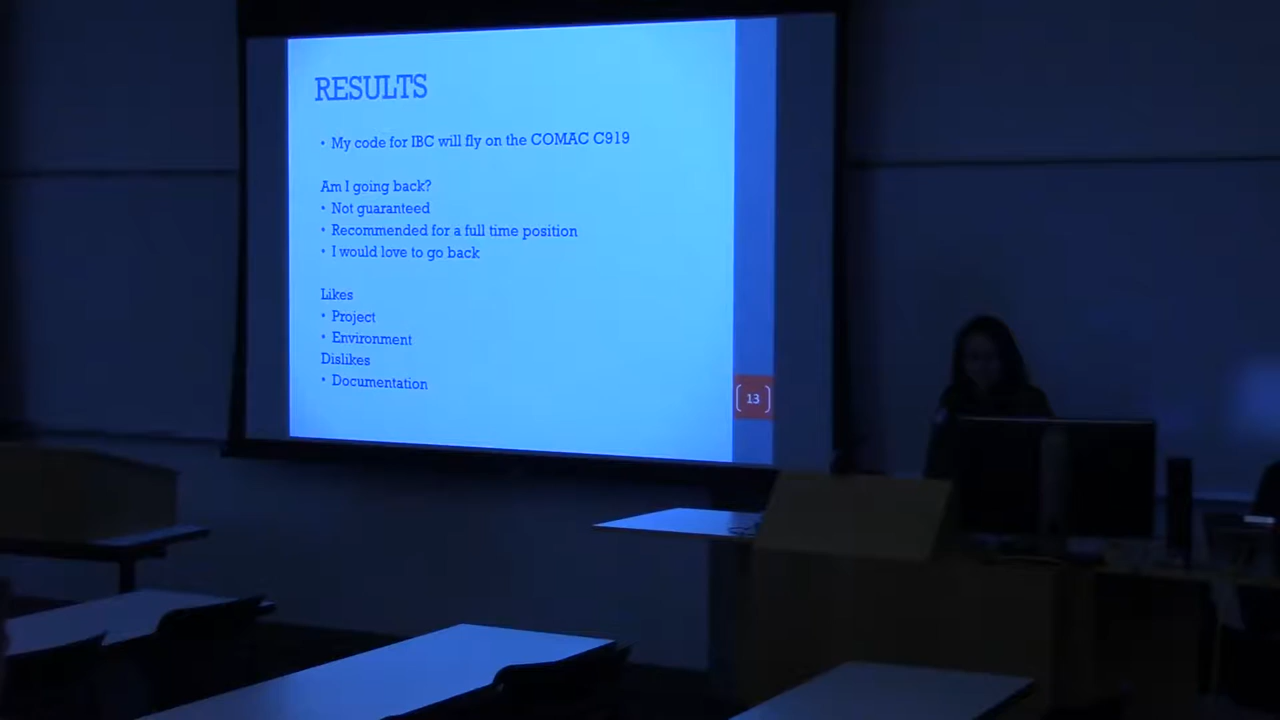 RESULTS
• My code for IBC will fly on the COMAC C919
Am I going back?
• Not guaranteed
• Recommended for a full time position
• I would love to go back
Likes
• Project
• Environment
Dislikes
• Documentation
13